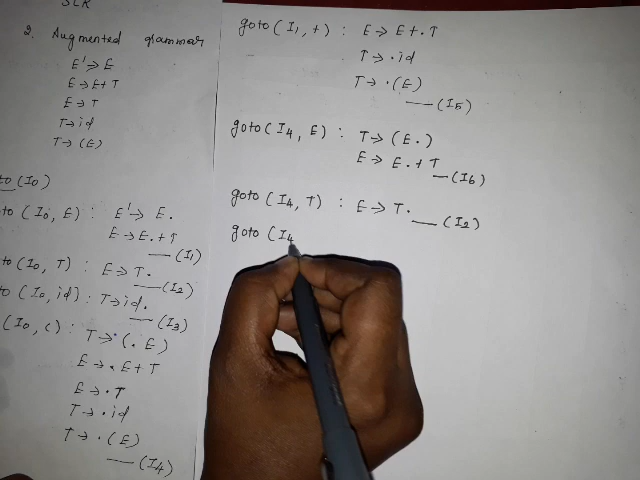 SLR
2. Augmented grammar
E' → E
E → E + T
E → T
T → id
T → (E)
to (I0)
to (I0, E) : E' → E.
E → E. + T
— (I1)
to (I0, T) : E → T.
— (I2)
to (I0, id) : T → id.
— (I3)
(I0, c) : T → (. E)
E → . E + T
E → . T
T → . id
T → . (E)
— (I4)
goto (I1, +) : E → E + . T
T → . id
T → . (E)
— (I5)
goto (I4, E) : T → (E .)
E → E . + T
— (I6)
goto (I4, T) : E → T.
— (I2)
goto (I4